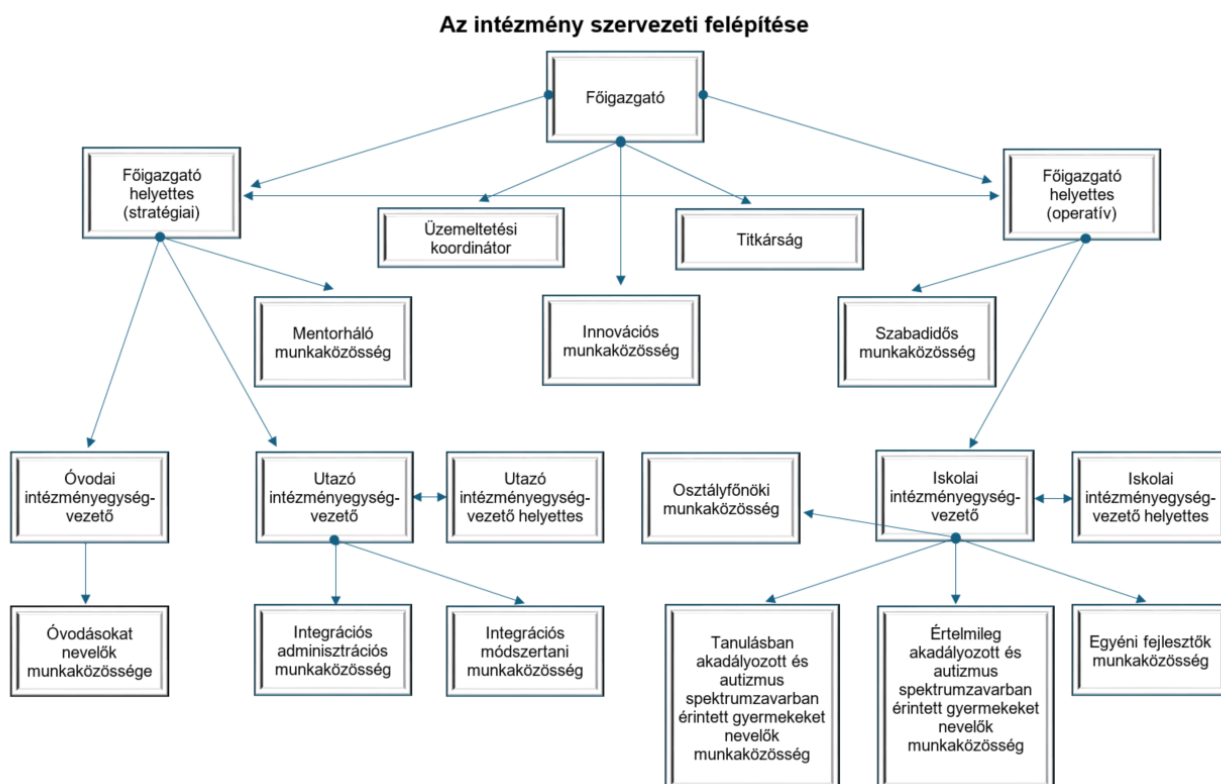 Az intézmény szervezeti felépítése
Főigazgató
Főigazgató
helyettes
(stratégiai)
Főigazgató
helyettes
(operatív)
Üzemeltetési
koordinátor
Titkárság
Mentorháló
munkaközösség
Innovációs
munkaközösség
Szabadidős
munkaközösség
Óvodai
intézményegység-
vezető
Utazó
intézményegység-
vezető
Utazó
intézményegység-
vezető helyettes
Osztályfőnöki
munkaközösség
Iskolai
intézményegység-
vezető
Iskolai
intézményegység-
vezető helyettes
Óvodásokat
nevelők
munkaközössége
Integrációs
adminisztrációs
munkaközösség
Integrációs
módszertani
munkaközösség
Tanulásban
akadályozott és
autizmus
spektrumzavarban
érintett gyermekeket
nevelők
munkaközösség
Értelmileg
akadályozott és
autizmus
spektrumzavarban
érintett gyermekeket
nevelők
munkaközösség
Egyéni fejlesztők
munkaközösség